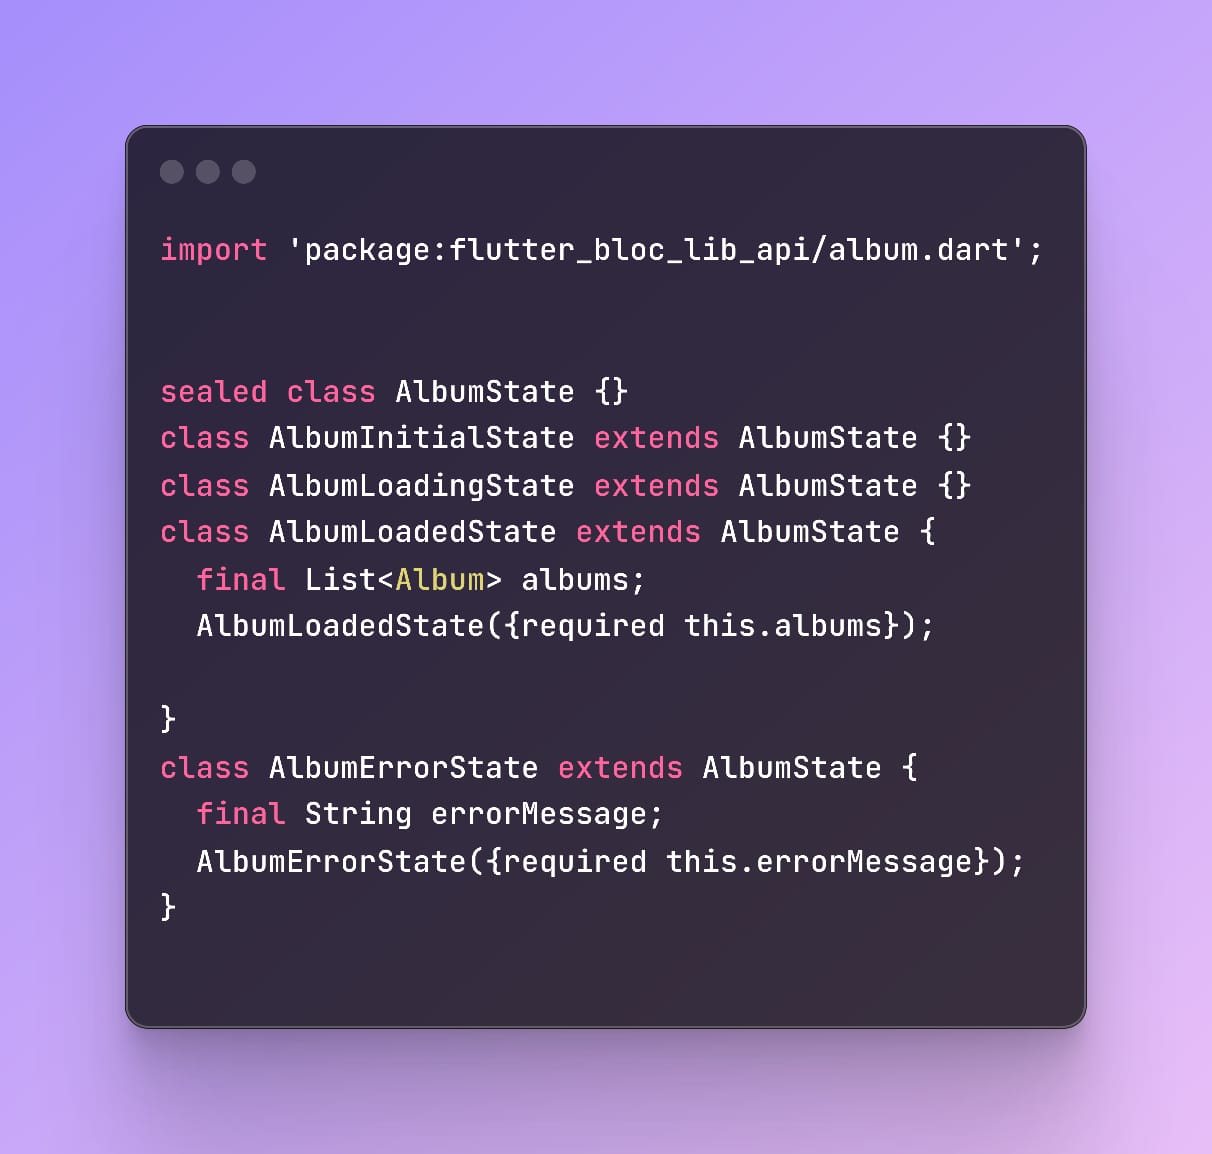 import 'package:flutter_bloc_lib_api/album.dart';
sealed class AlbumState {}
class AlbumInitialState extends AlbumState {}
class AlbumLoadingState extends AlbumState {}
class AlbumLoadedState extends AlbumState {
  final List<Album> albums;
  AlbumLoadedState({required this.albums});
}
class AlbumErrorState extends AlbumState {
  final String errorMessage;
  AlbumErrorState({required this.errorMessage});
}